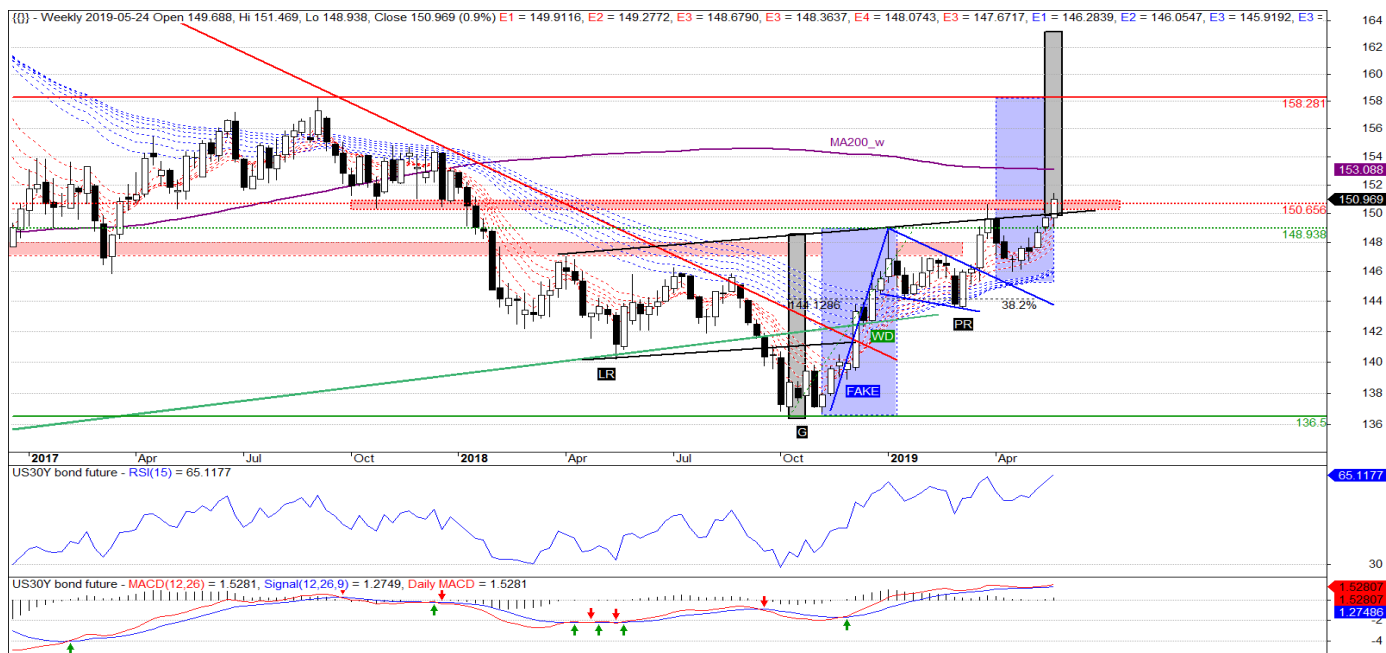 {{}} - Weekly 2019-05-24 Open 149.688, Hi 151.469, Lo 148.938, Close 150.969 (0.9%) E1 = 149.9116, E2 = 149.2772, E3 = 148.6790, E3 = 148.3637, E4 = 148.0743, E3 = 147.6717, E1 = 146.2839, E2 = 146.0547, E3 = 145.9192, E3 =
164
162
160
158
158.281
156
MA200_w
154
153.088
152
150.969
150
150.656
148.938
148
146
144.1286
38.2%
144
WD
PR
142
LR
140
FAKE
138
136.5
136
G
2017
Apr
Jul
Oct
2018
Apr
Jul
Oct
2019
Apr
US30Y bond future - RSI(15) = 65.1177
65.1177
30
US30Y bond future - MACD(12,26) = 1.5281, Signal(12,26,9) = 1.2749, Daily MACD = 1.5281
1.52807
1.52807
1.27486
-2
-4